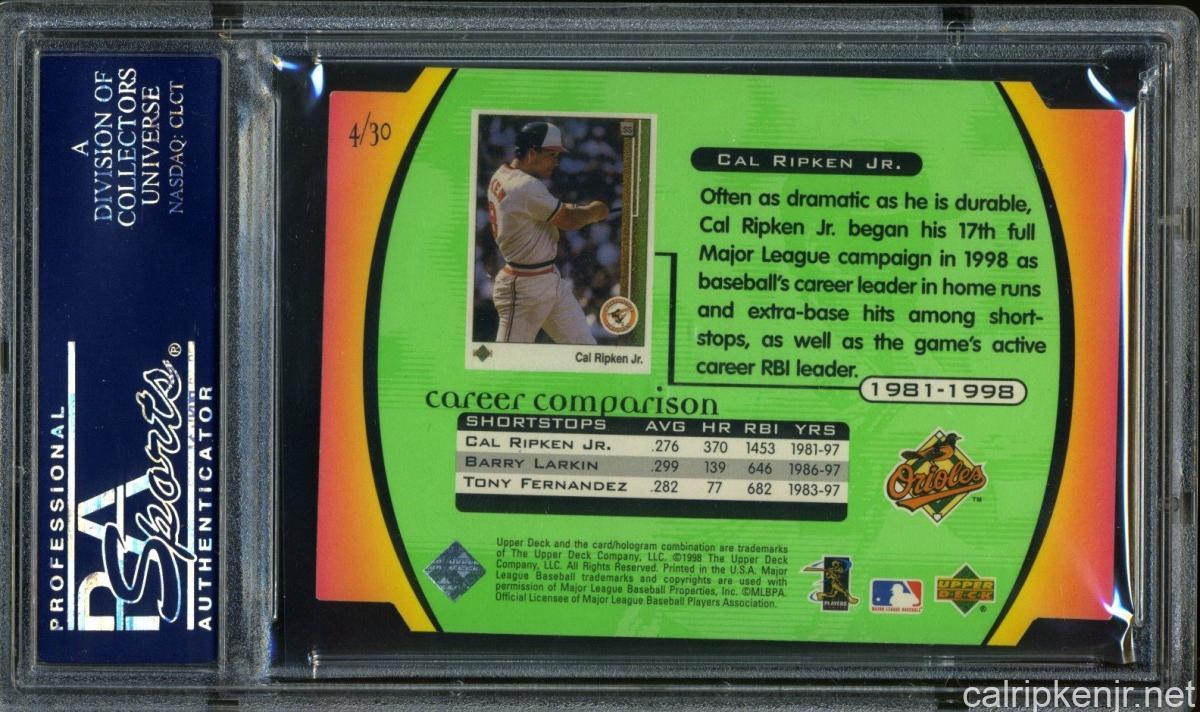 A
DIVISION OF
COLLECTORS
UNIVERSE
NASDAQ: CLCT
PROFESSIONAL
PSA
Sports®
AUTHENTICATOR
4/30
SS
Cal Ripken Jr.
CAL RIPKEN JR.
Often as dramatic as he is durable,
Cal Ripken Jr. began his 17th full
Major League campaign in 1998 as
baseball's career leader in home runs
and extra-base hits among short-
stops, as well as the game's active
career RBI leader.
1981-1998
career comparison
SHORTSTOPS AVG HR RBI YRS
CAL RIPKEN JR. .276 370 1453 1981-97
BARRY LARKIN .299 139 646 1986-97
TONY FERNANDEZ .282 77 682 1983-97
Orioles™
Upper Deck and the card/hologram combination are trademarks
of The Upper Deck Company, LLC. ©1998 The Upper Deck
Company, LLC. All Rights Reserved. Printed in the U.S.A. Major
League Baseball trademarks and copyrights are used with
permission of Major League Baseball Properties, Inc. ©MLBPA.
Official Licensee of Major League Baseball Players Association.
PLAYERS
MAJOR LEAGUE BASEBALL
UPPER
DECK®
calripkenjr.net